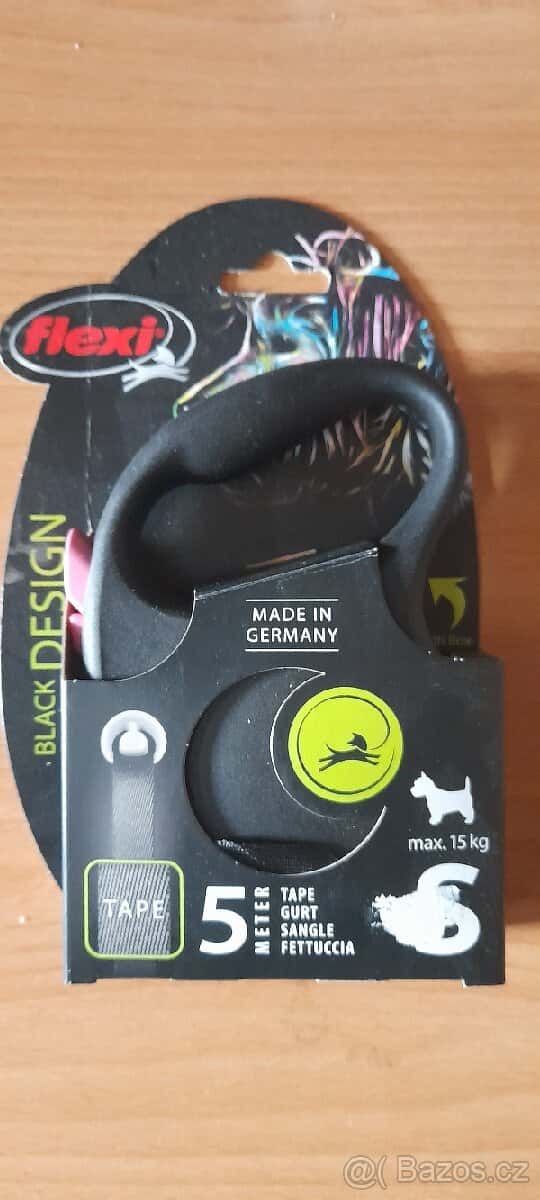 flexi
BLACK DESIGN
MADE IN
GERMANY
max. 15 kg
TAPE
5
METER
TAPE
GURT
SANGLE
FETTUCCIA
S
@( Bazos.cz